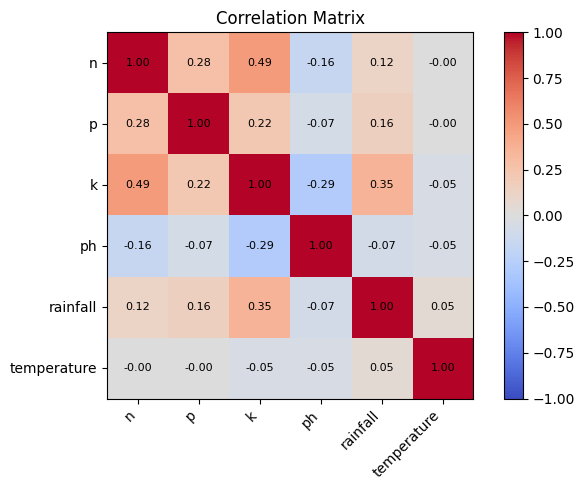 Correlation Matrix
n 1.00 0.28 0.49 -0.16 0.12 -0.00
p 0.28 1.00 0.22 -0.07 0.16 -0.00
k 0.49 0.22 1.00 -0.29 0.35 -0.05
ph -0.16 -0.07 -0.29 1.00 -0.07 -0.05
rainfall 0.12 0.16 0.35 -0.07 1.00 0.05
temperature -0.00 -0.00 -0.05 -0.05 0.05 1.00
n p k ph rainfall temperature
1.00
0.75
0.50
0.25
0.00
−0.25
−0.50
−0.75
−1.00